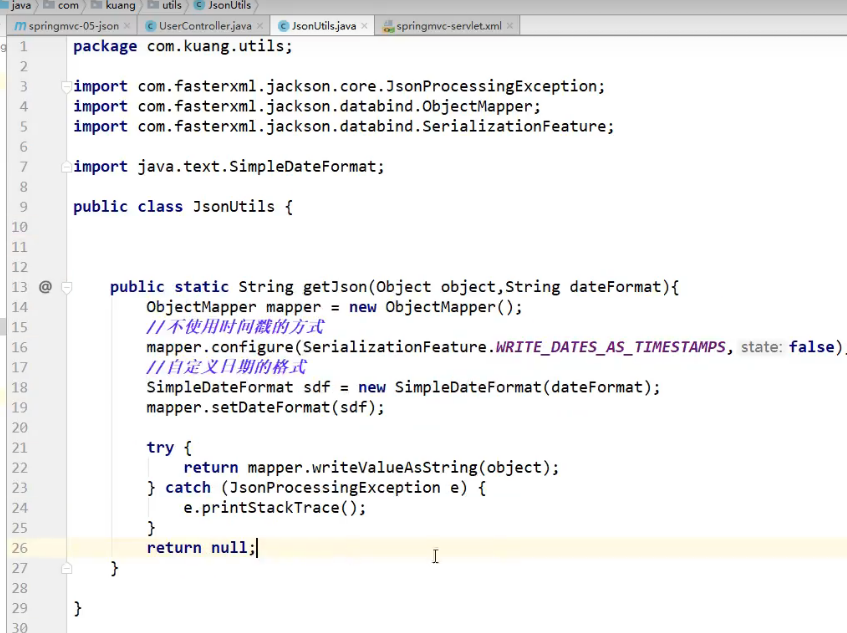 java com kuang utils JsonUtils
springmvc-05-json UserController.java JsonUtils.java springmvc-servlet.xml
1 package com.kuang.utils;
2
3 import com.fasterxml.jackson.core.JsonProcessingException;
4 import com.fasterxml.jackson.databind.ObjectMapper;
5 import com.fasterxml.jackson.databind.SerializationFeature;
6
7 import java.text.SimpleDateFormat;
8
9 public class JsonUtils {
10
11
12
13 @ public static String getJson(Object object,String dateFormat){
14 ObjectMapper mapper = new ObjectMapper();
15 //不使用时间戳的方式
16 mapper.configure(SerializationFeature.WRITE_DATES_AS_TIMESTAMPS, state: false);
17 //自定义日期的格式
18 SimpleDateFormat sdf = new SimpleDateFormat(dateFormat);
19 mapper.setDateFormat(sdf);
20
21 try {
22 return mapper.writeValueAsString(object);
23 } catch (JsonProcessingException e) {
24 e.printStackTrace();
25 }
26 return null;
27 }
28
29 }
30